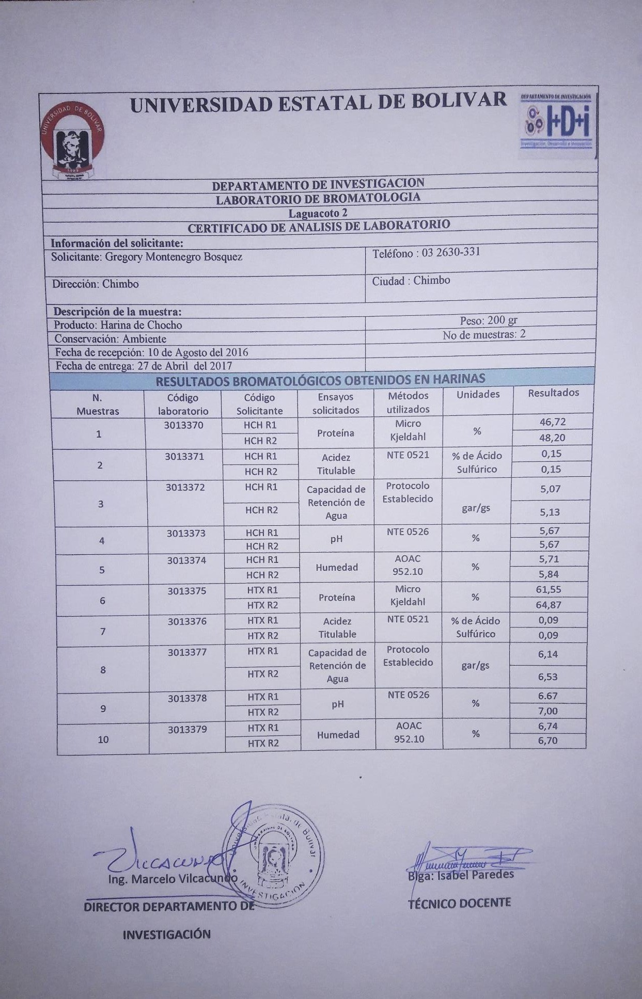 UNIVERSIDAD ESTATAL DE BOLIVAR
UNIVERSIDAD DE BOLIVAR
DEPARTAMENTO DE INVESTIGACIÓN
I+D+i
Investigación, Desarrollo e Innovación
DEPARTAMENTO DE INVESTIGACION
LABORATORIO DE BROMATOLOGIA
Laguacoto 2
CERTIFICADO DE ANALISIS DE LABORATORIO
Información del solicitante:
Solicitante: Gregory Montenegro Bosquez Teléfono : 03 2630-331
Dirección: Chimbo Ciudad : Chimbo
Descripción de la muestra:
Producto: Harina de Chocho Peso: 200 gr
Conservación: Ambiente No de muestras: 2
Fecha de recepción: 10 de Agosto del 2016
Fecha de entrega: 27 de Abril del 2017
RESULTADOS BROMATOLÓGICOS OBTENIDOS EN HARINAS
N. Muestras Código laboratorio Código Solicitante Ensayos solicitados Métodos utilizados Unidades Resultados
1 3013370 HCH R1 Proteína Micro Kjeldahl % 46,72
HCH R2 48,20
2 3013371 HCH R1 Acidez Titulable NTE 0521 % de Ácido Sulfúrico 0,15
HCH R2 0,15
3 3013372 HCH R1 Capacidad de Retención de Agua Protocolo Establecido gar/gs 5,07
HCH R2 5,13
4 3013373 HCH R1 pH NTE 0526 % 5,67
HCH R2 5,67
5 3013374 HCH R1 Humedad AOAC 952.10 % 5,71
HCH R2 5,84
6 3013375 HTX R1 Proteína Micro Kjeldahl % 61,55
HTX R2 64,87
7 3013376 HTX R1 Acidez Titulable NTE 0521 % de Ácido Sulfúrico 0,09
HTX R2 0,09
8 3013377 HTX R1 Capacidad de Retención de Agua Protocolo Establecido gar/gs 6,14
HTX R2 6,53
9 3013378 HTX R1 pH NTE 0526 % 6.67
HTX R2 7,00
10 3013379 HTX R1 Humedad AOAC 952.10 % 6,74
HTX R2 6,70
Universidad Estatal de Bolivar
UNIVERSIDAD DE BOLIVAR
INVESTIGACION
Vilcacundo
Ing. Marcelo Vilcacundo
Blga: Isabel Paredes
DIRECTOR DEPARTAMENTO DE
INVESTIGACIÓN
TÉCNICO DOCENTE